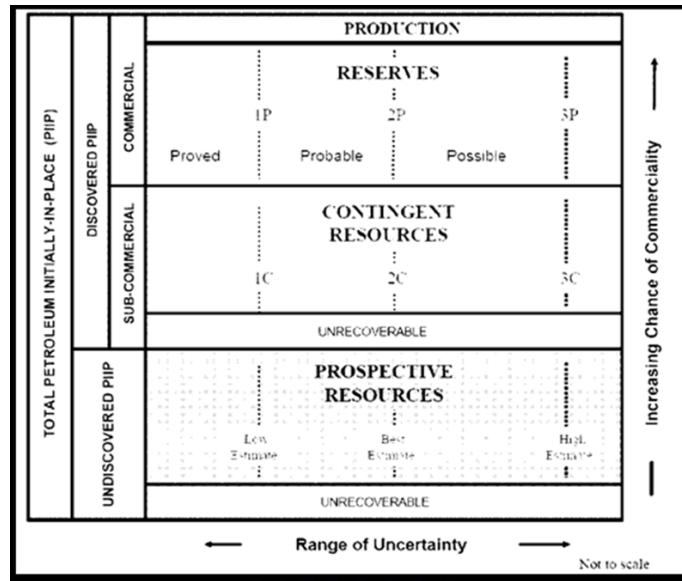 TOTAL PETROLEUM INITIALLY-IN-PLACE (PIIP)
DISCOVERED PIIP
UNDISCOVERED PIIP
COMMERCIAL
SUB-COMMERCIAL
PRODUCTION
RESERVES
1P 2P 3P
Proved Probable Possible
CONTINGENT
RESOURCES
1C 2C 3C
UNRECOVERABLE
PROSPECTIVE
RESOURCES
Low Best High
Estimate Estimate Estimate
UNRECOVERABLE
Increasing Chance of Commerciality
Range of Uncertainty
Not to scale